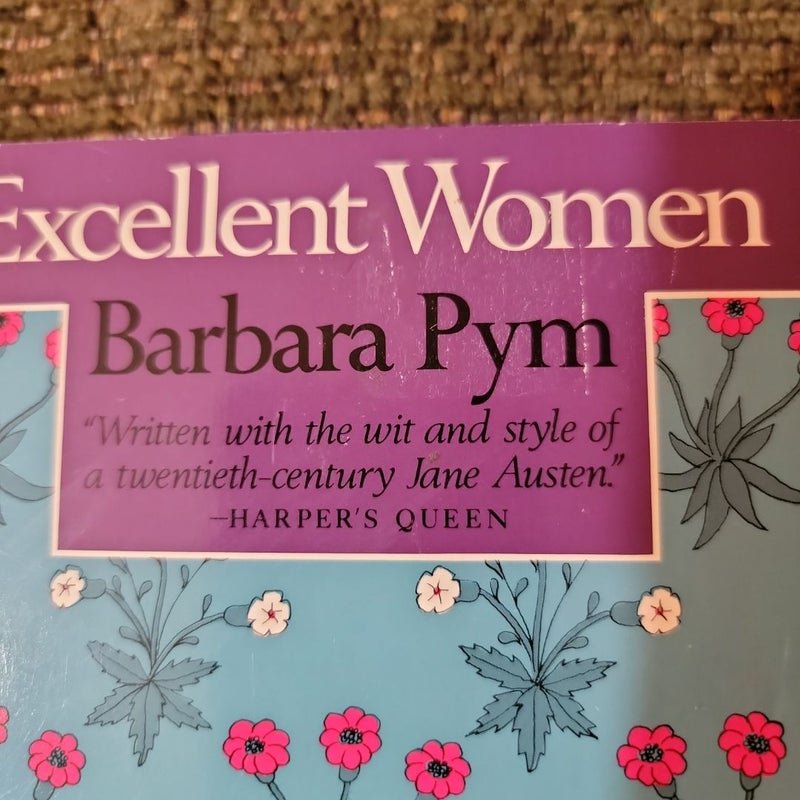 Excellent Women
Barbara Pym
“Written with the wit and style of
a twentieth-century Jane Austen.”
—HARPER'S QUEEN